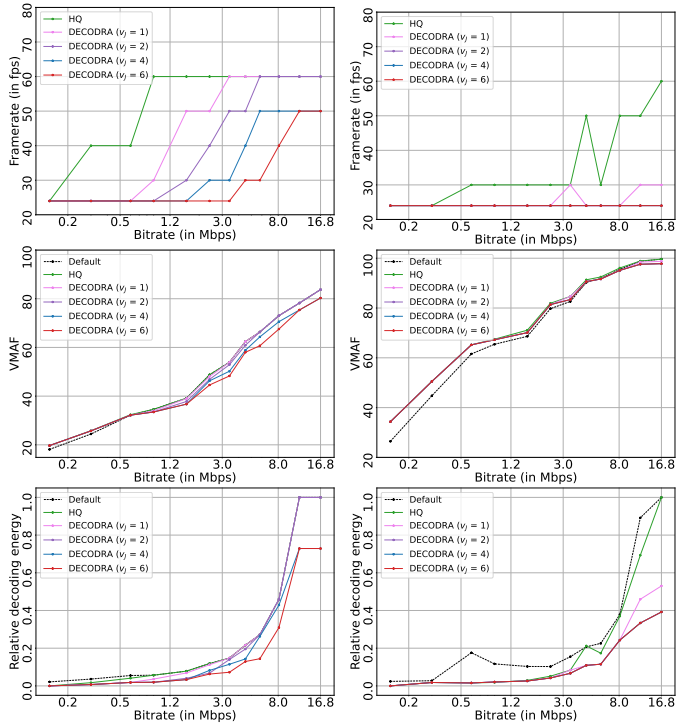 80
70
60
50
40
30
20
Framerate (in fps)
HQ
DECODRA (vJ = 1)
DECODRA (vJ = 2)
DECODRA (vJ = 4)
DECODRA (vJ = 6)
0.2 0.5 1.2 3.0 8.0 16.8
Bitrate (in Mbps)
80
70
60
50
40
30
20
Framerate (in fps)
HQ
DECODRA (vJ = 1)
DECODRA (vJ = 2)
DECODRA (vJ = 4)
DECODRA (vJ = 6)
0.2 0.5 1.2 3.0 8.0 16.8
Bitrate (in Mbps)
100
80
60
40
20
VMAF
Default
HQ
DECODRA (vJ = 1)
DECODRA (vJ = 2)
DECODRA (vJ = 4)
DECODRA (vJ = 6)
0.2 0.5 1.2 3.0 8.0 16.8
Bitrate (in Mbps)
100
80
60
40
20
VMAF
Default
HQ
DECODRA (vJ = 1)
DECODRA (vJ = 2)
DECODRA (vJ = 4)
DECODRA (vJ = 6)
0.2 0.5 1.2 3.0 8.0 16.8
Bitrate (in Mbps)
1.0
0.8
0.6
0.4
0.2
0.0
Relative decoding energy
Default
HQ
DECODRA (vJ = 1)
DECODRA (vJ = 2)
DECODRA (vJ = 4)
DECODRA (vJ = 6)
0.2 0.5 1.2 3.0 8.0 16.8
Bitrate (in Mbps)
1.0
0.8
0.6
0.4
0.2
0.0
Relative decoding energy
Default
HQ
DECODRA (vJ = 1)
DECODRA (vJ = 2)
DECODRA (vJ = 4)
DECODRA (vJ = 6)
0.2 0.5 1.2 3.0 8.0 16.8
Bitrate (in Mbps)